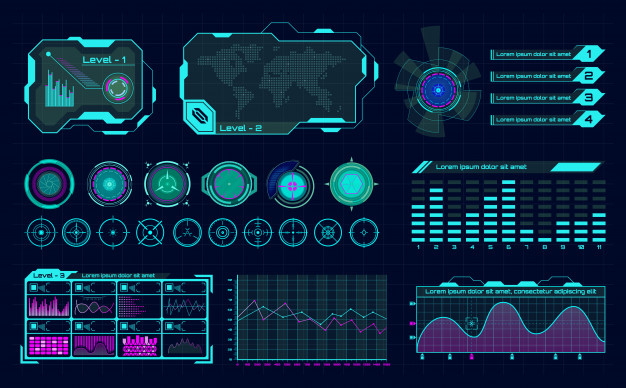 Level - 1
Level - 2
Lorem ipsum dolor sit amet 1
Lorem ipsum dolor sit amet 2
Lorem ipsum dolor sit amet 3
Lorem ipsum dolor sit amet 4
Lorem ipsum dolor sit amet
1 2 3 4 5 6 7 8 9 10 11
Level - 3
Lorem ipsum dolor sit amet
Lorem ipsum dolor sit amet, consectetur adipiscing elit